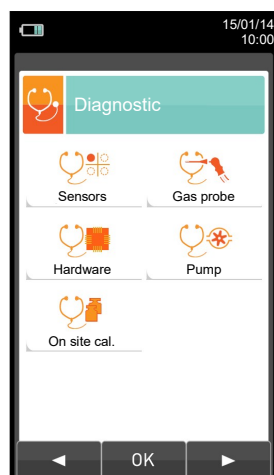 15/01/14
10:00
Diagnostic
Sensors
Gas probe
Hardware
Pump
On site cal.
OK